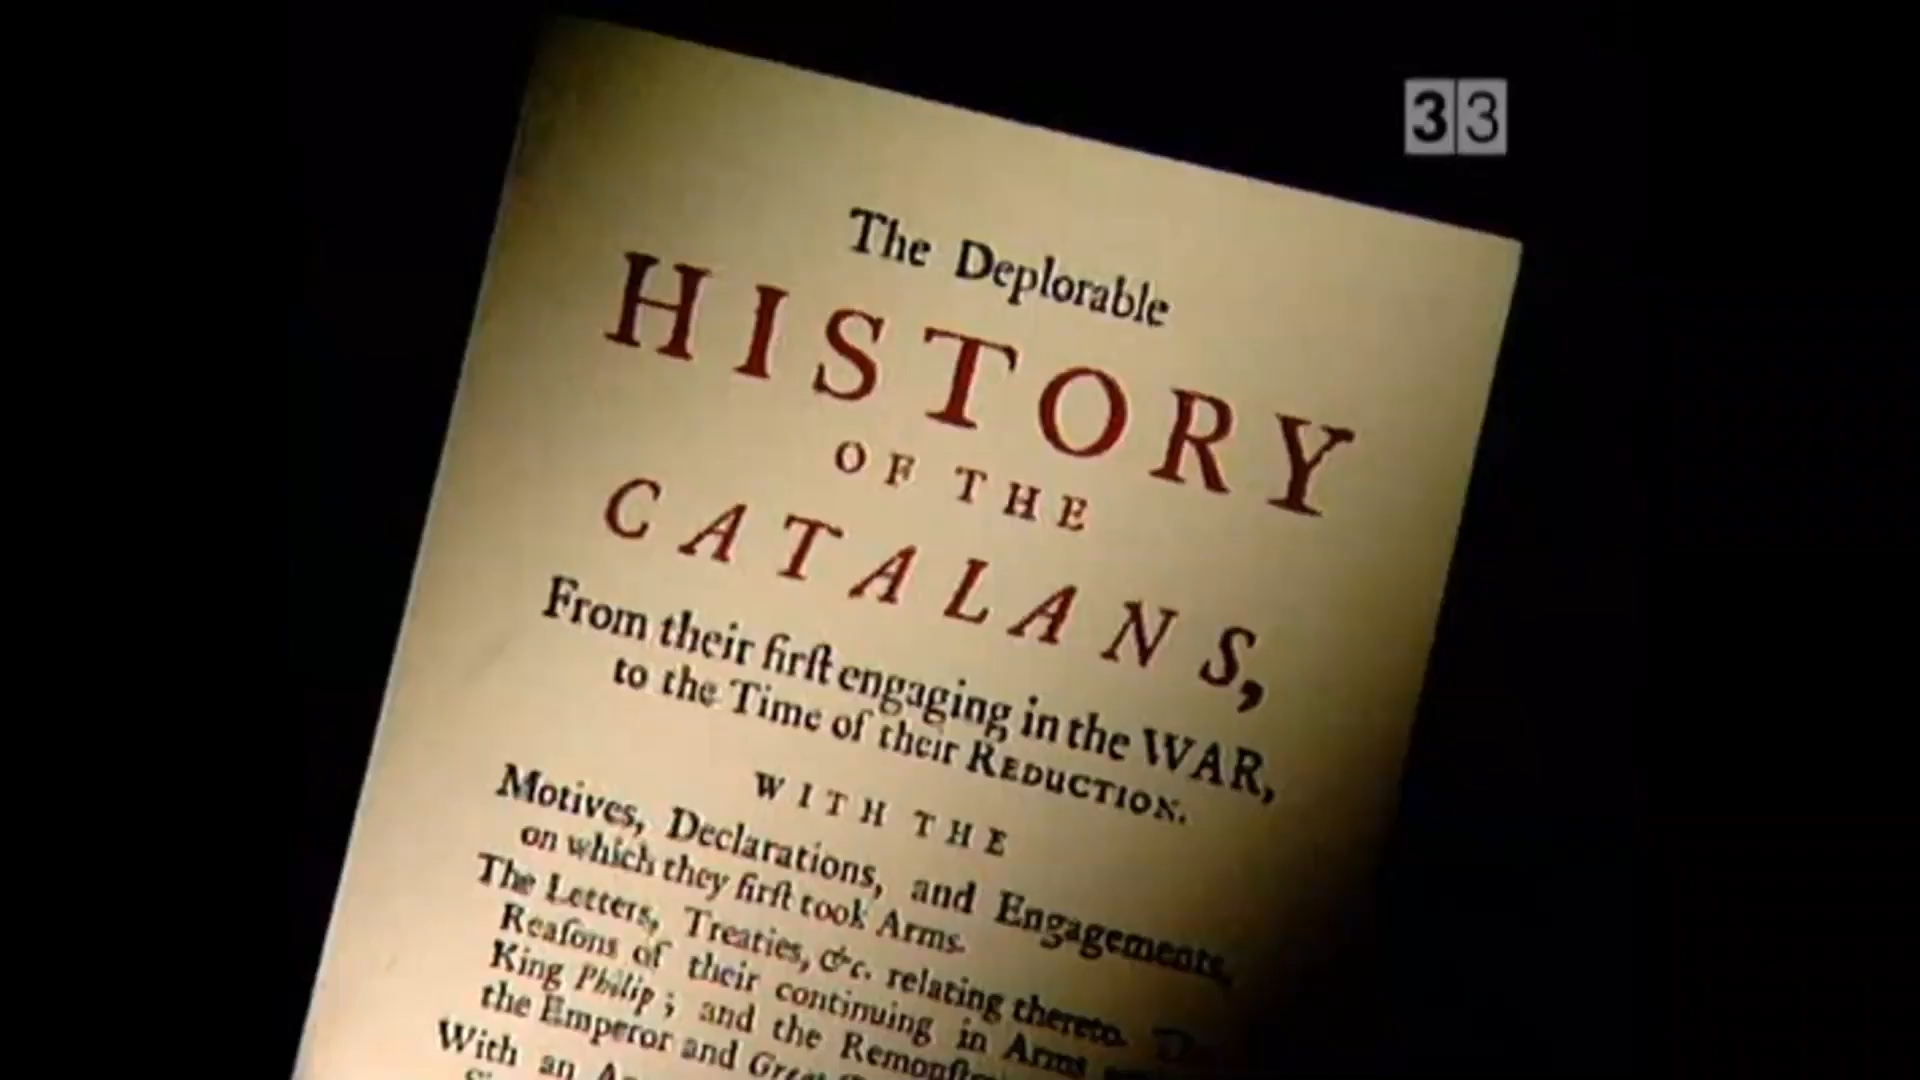 33
The Deplorable
HISTORY
OF THE
CATALANS,
From their firſt engaging in the WAR,
to the Time of their REDUCTION.
WITH THE
Motives, Declarations, and Engagements,
on which they firſt took Arms.
The Letters, Treaties, &c. relating thereto. The
Reaſons of their continuing in Arms
King Philip; and the
the Emperor and Great
With an